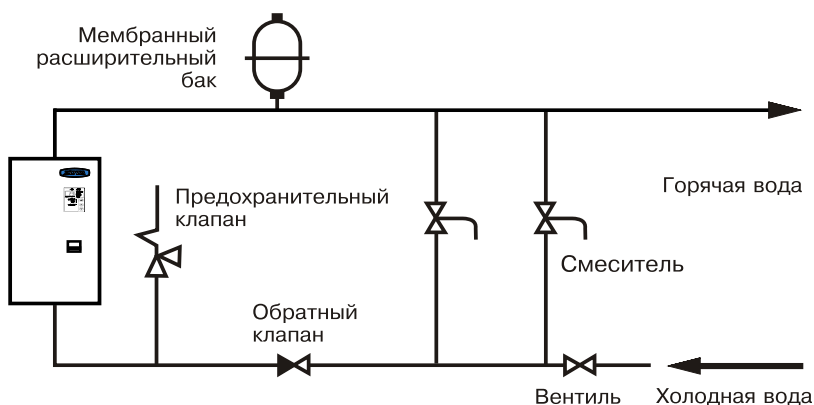 Мембранный
расширительный
бак
Предохранительный
клапан
Горячая вода
Смеситель
Обратный
клапан
Вентиль
Холодная вода